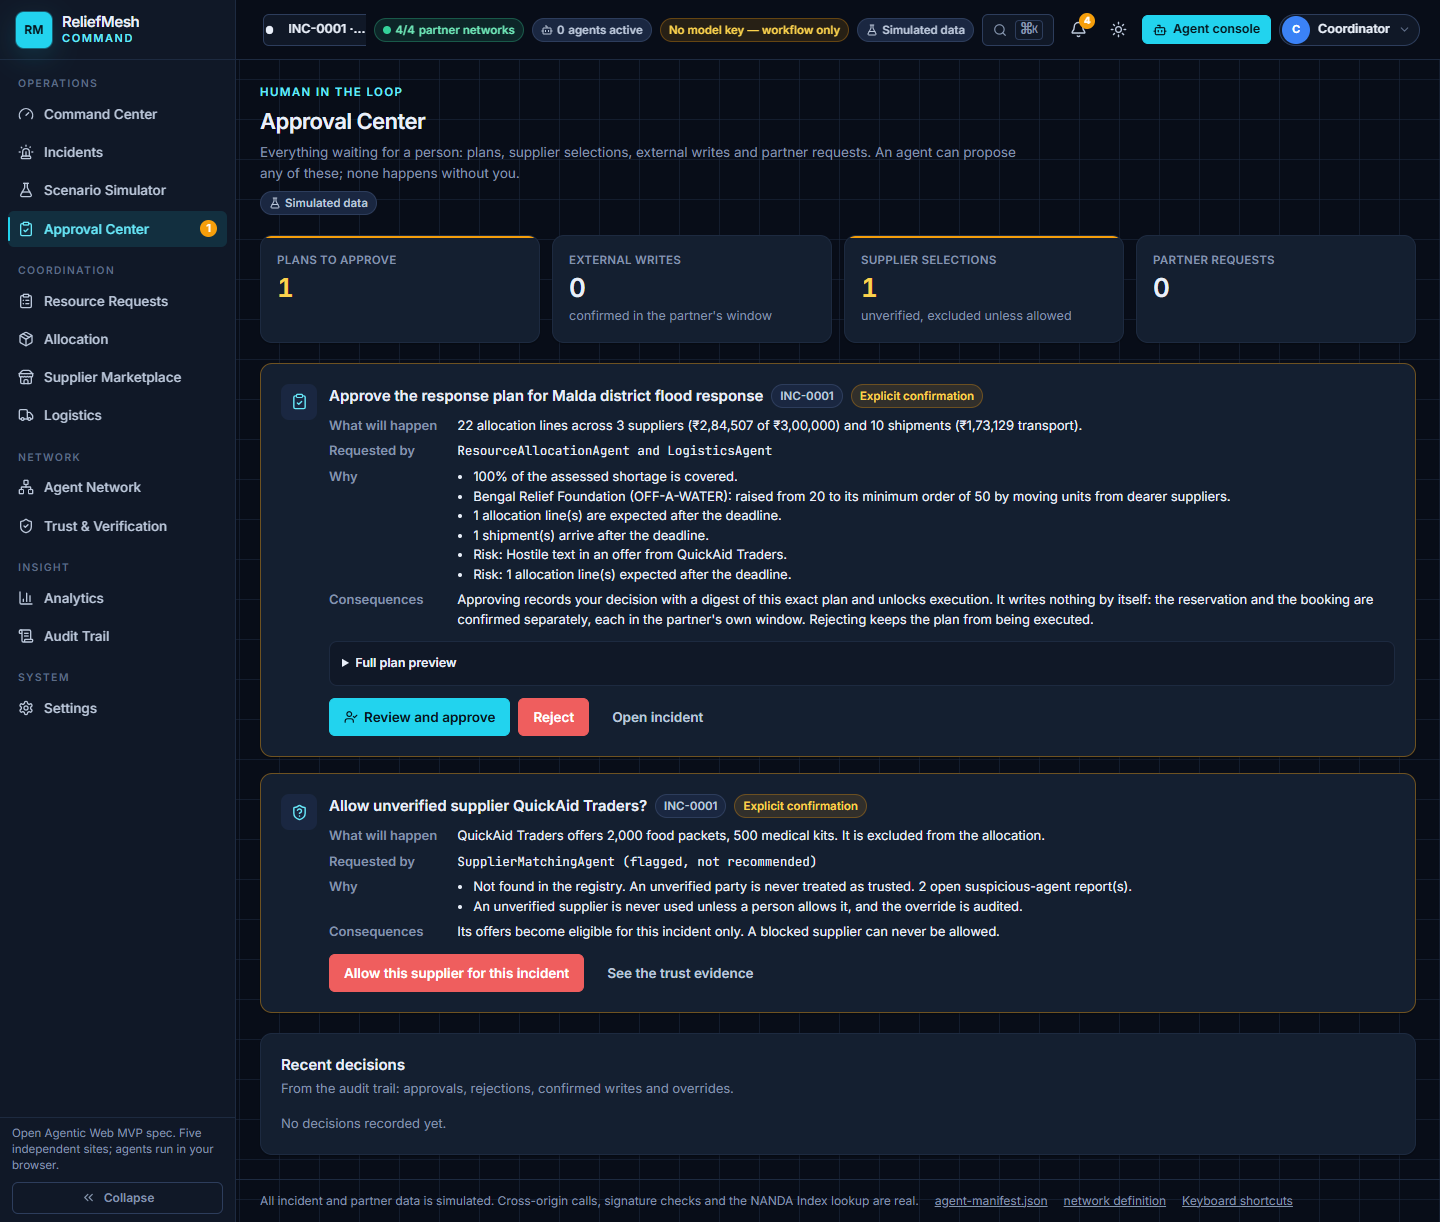 RM
ReliefMesh
COMMAND
INC-0001 ·...
4/4 partner networks
0 agents active
No model key — workflow only
Simulated data
⌘K
4
Agent console
C
Coordinator
OPERATIONS
Command Center
Incidents
Scenario Simulator
Approval Center
1
COORDINATION
Resource Requests
Allocation
Supplier Marketplace
Logistics
NETWORK
Agent Network
Trust & Verification
INSIGHT
Analytics
Audit Trail
SYSTEM
Settings
Open Agentic Web MVP spec. Five
independent sites; agents run in your
browser.
Collapse
HUMAN IN THE LOOP
Approval Center
Everything waiting for a person: plans, supplier selections, external writes and partner requests. An agent can propose
any of these; none happens without you.
Simulated data
PLANS TO APPROVE
1
EXTERNAL WRITES
0
confirmed in the partner's window
SUPPLIER SELECTIONS
1
unverified, excluded unless allowed
PARTNER REQUESTS
0
Approve the response plan for Malda district flood response INC-0001 Explicit confirmation
What will happen 22 allocation lines across 3 suppliers (₹2,84,507 of ₹3,00,000) and 10 shipments (₹1,73,129 transport).
Requested by ResourceAllocationAgent and LogisticsAgent
Why • 100% of the assessed shortage is covered.
• Bengal Relief Foundation (OFF-A-WATER): raised from 20 to its minimum order of 50 by moving units from dearer suppliers.
• 1 allocation line(s) are expected after the deadline.
• 1 shipment(s) arrive after the deadline.
• Risk: Hostile text in an offer from QuickAid Traders.
• Risk: 1 allocation line(s) expected after the deadline.
Consequences Approving records your decision with a digest of this exact plan and unlocks execution. It writes nothing by itself: the reservation and the booking are
confirmed separately, each in the partner's own window. Rejecting keeps the plan from being executed.
Full plan preview
Review and approve Reject Open incident
Allow unverified supplier QuickAid Traders? INC-0001 Explicit confirmation
What will happen QuickAid Traders offers 2,000 food packets, 500 medical kits. It is excluded from the allocation.
Requested by SupplierMatchingAgent (flagged, not recommended)
Why • Not found in the registry. An unverified party is never treated as trusted. 2 open suspicious-agent report(s).
• An unverified supplier is never used unless a person allows it, and the override is audited.
Consequences Its offers become eligible for this incident only. A blocked supplier can never be allowed.
Allow this supplier for this incident See the trust evidence
Recent decisions
From the audit trail: approvals, rejections, confirmed writes and overrides.
No decisions recorded yet.
All incident and partner data is simulated. Cross-origin calls, signature checks and the NANDA Index lookup are real. agent-manifest.json network definition Keyboard shortcuts